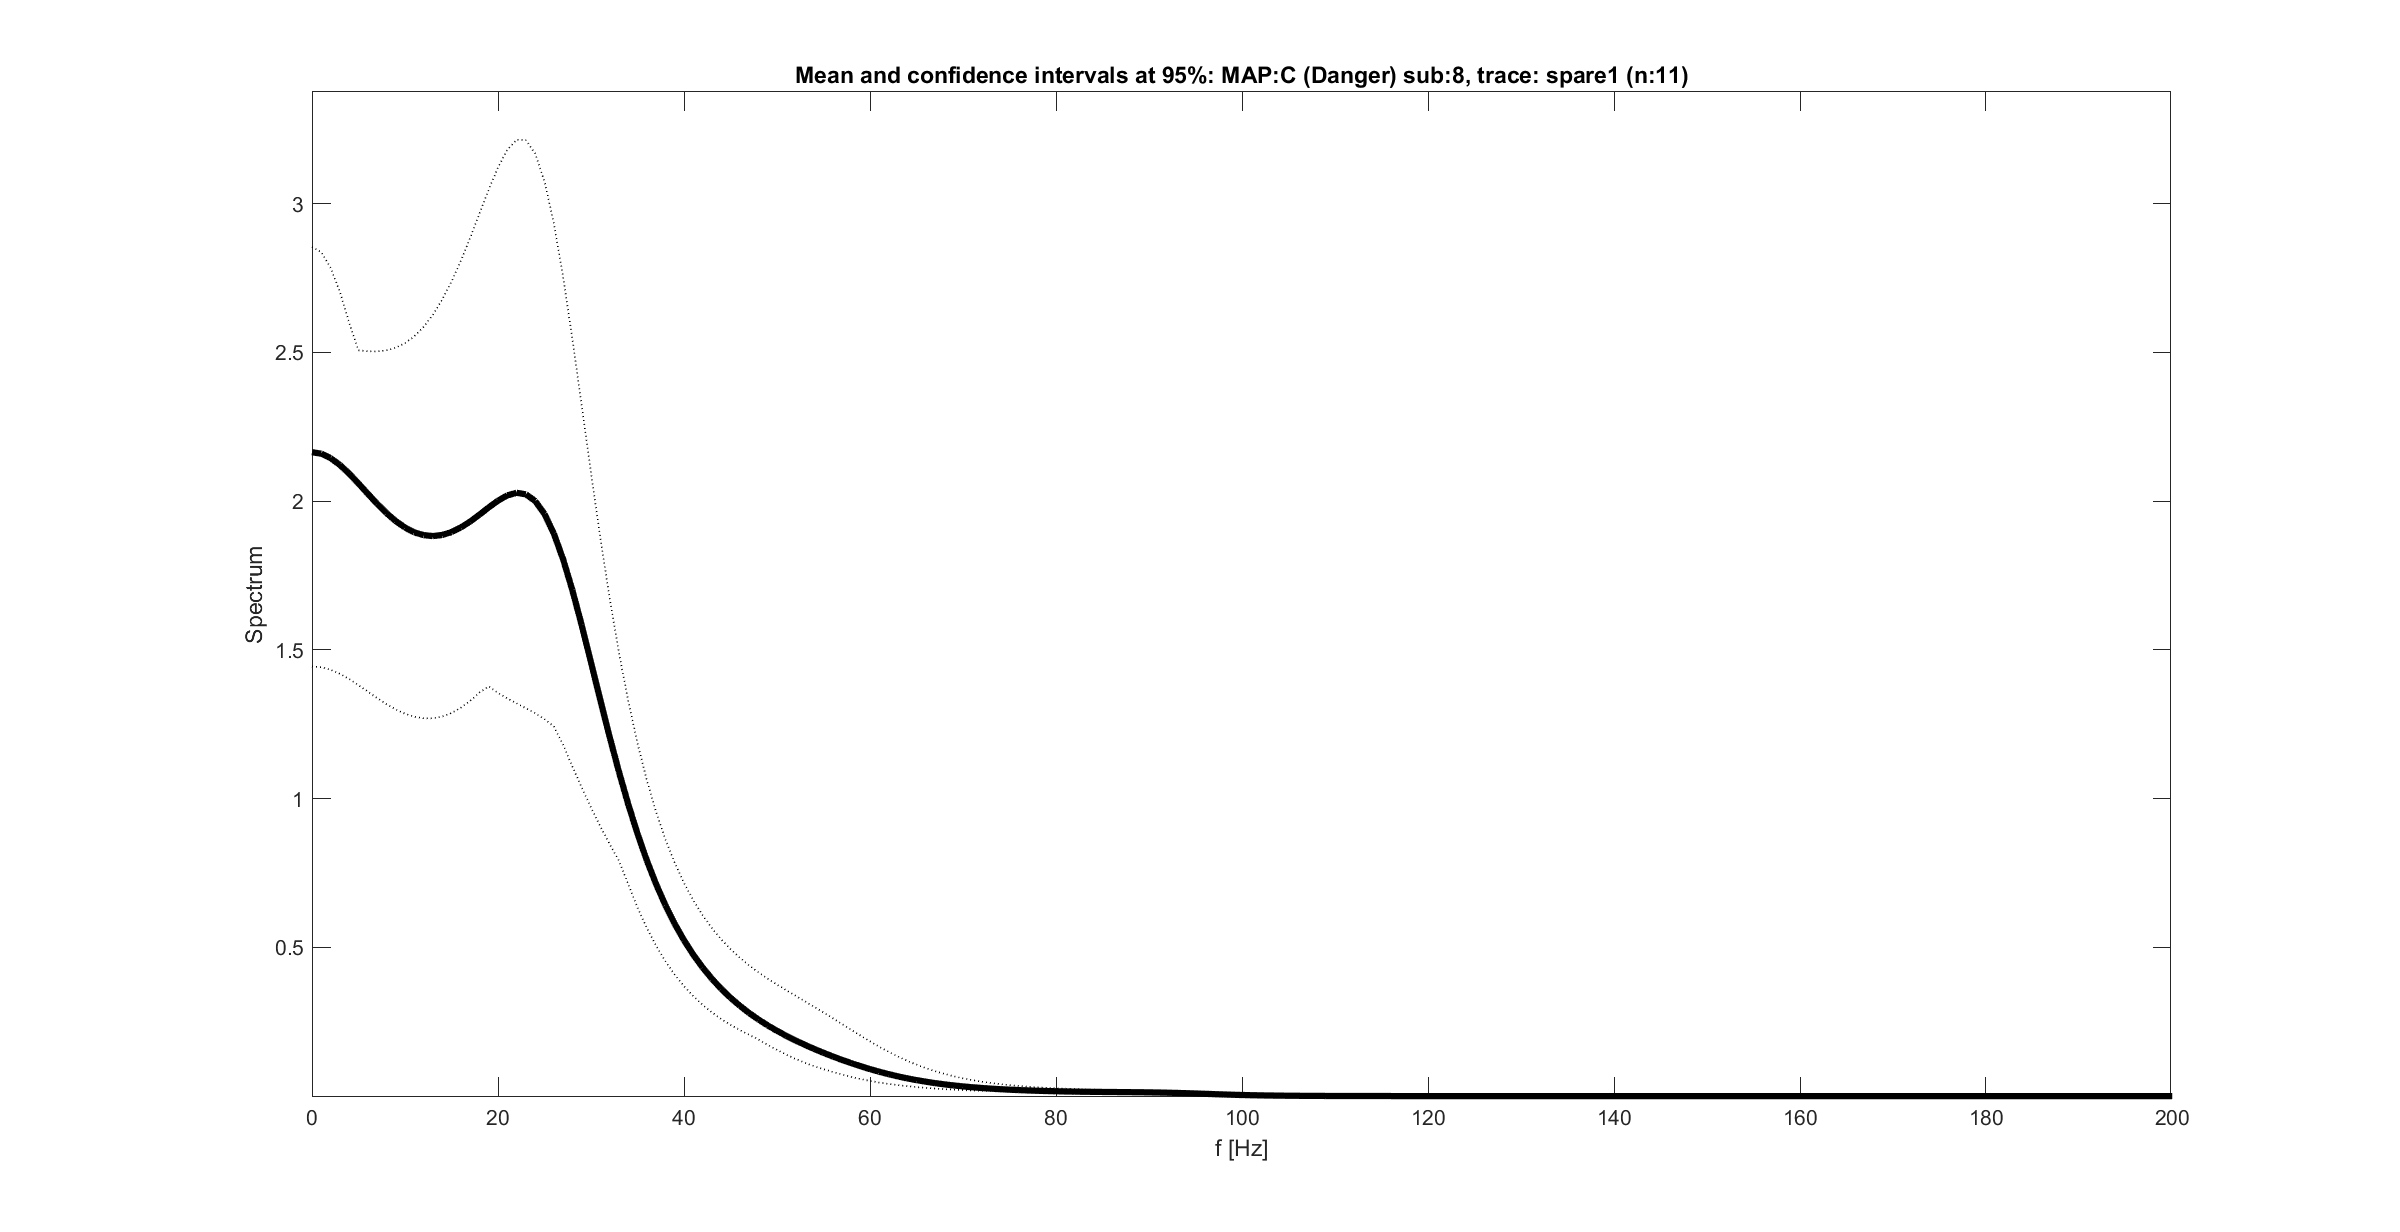 Mean and confidence intervals at 95%: MAP:C (Danger) sub:8, trace: spare1 (n:11)
3
2.5
2
1.5
1
0.5
Spectrum
0 20 40 60 80 100 120 140 160 180 200
f [Hz]